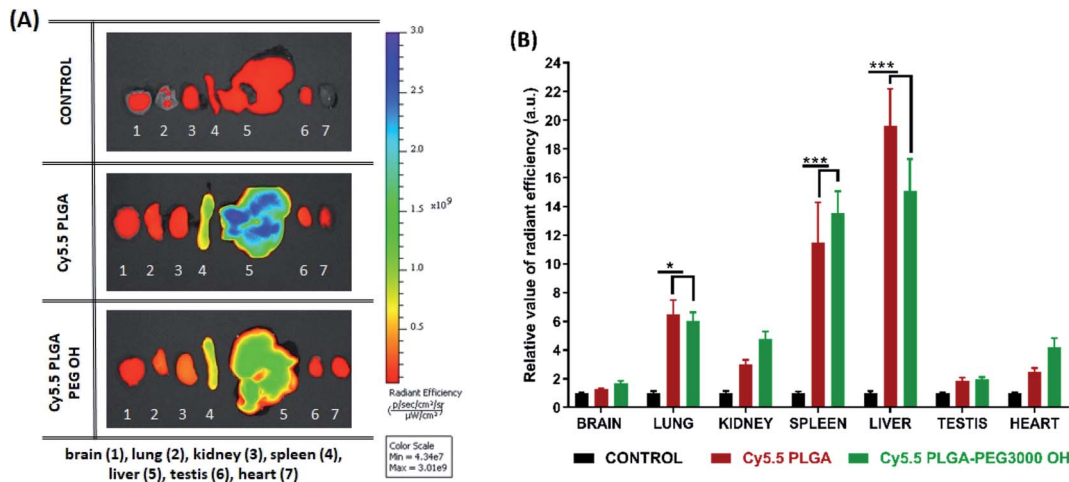 (A)
CONTROL
1 2 3 4 5 6 7
Cy5.5 PLGA
1 2 3 4 5 6 7
Cy5.5 PLGA
PEG OH
1 2 3 4 5 6 7
brain (1), lung (2), kidney (3), spleen (4),
liver (5), testis (6), heart (7)
3.0
2.5
2.0
1.5 x10⁹
1.0
0.5
Radiant Efficiency
(p/sec/cm²/sr
µW/cm²)
Color Scale
Min = 4.34e7
Max = 3.01e9
(B)
Relative value of radiant efficiency (a.u.)
24
22
20
18
16
14
12
10
8
6
4
2
0
*
***
***
BRAIN LUNG KIDNEY SPLEEN LIVER TESTIS HEART
CONTROL Cy5.5 PLGA Cy5.5 PLGA-PEG3000 OH